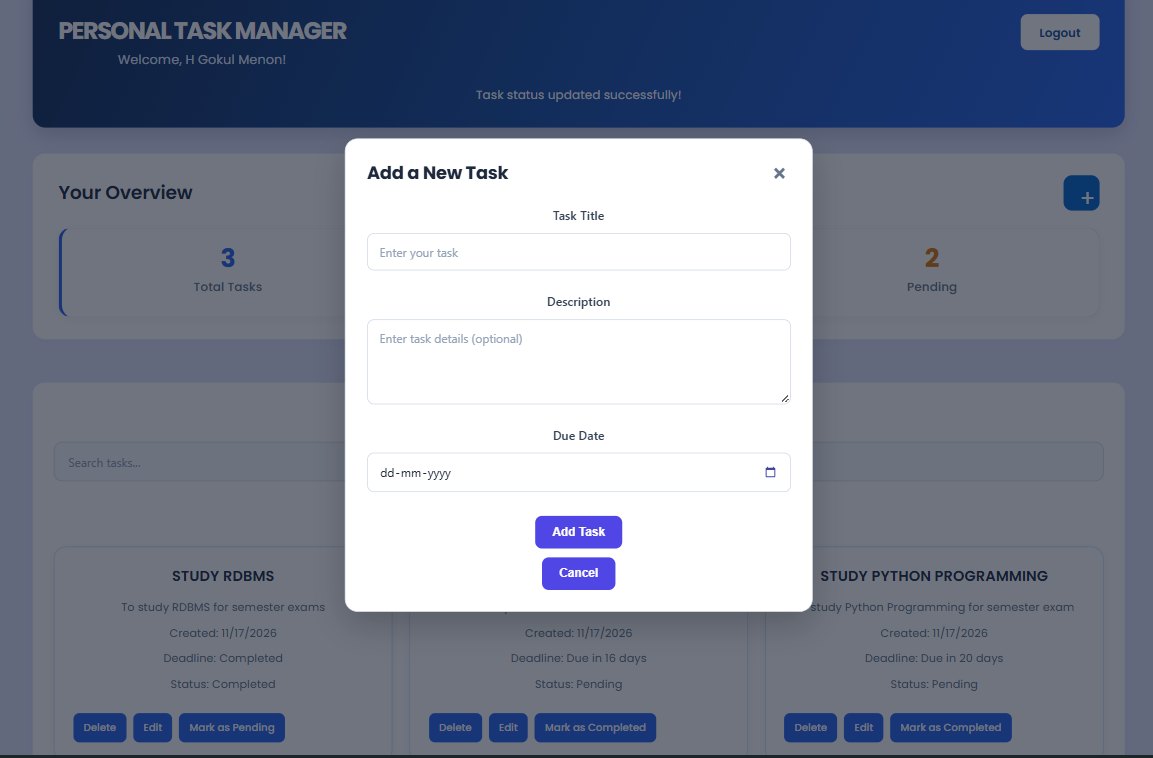 PERSONAL TASK MANAGER
Logout
Welcome, H Gokul Menon!
Task status updated successfully!
Add a New Task
×
Your Overview
+
Task Title
Enter your task
3
Total Tasks
2
Pending
Description
Enter task details (optional)
Due Date
Search tasks...
dd-mm-yyyy
Add Task
Cancel
STUDY RDBMS
To study RDBMS for semester exams
Created: 11/17/2026
Deadline: Completed
Status: Completed
Delete Edit Mark as Pending
Created: 11/17/2026
Deadline: Due in 16 days
Status: Pending
Delete Edit Mark as Completed
STUDY PYTHON PROGRAMMING
study Python Programming for semester exam
Created: 11/17/2026
Deadline: Due in 20 days
Status: Pending
Delete Edit Mark as Completed